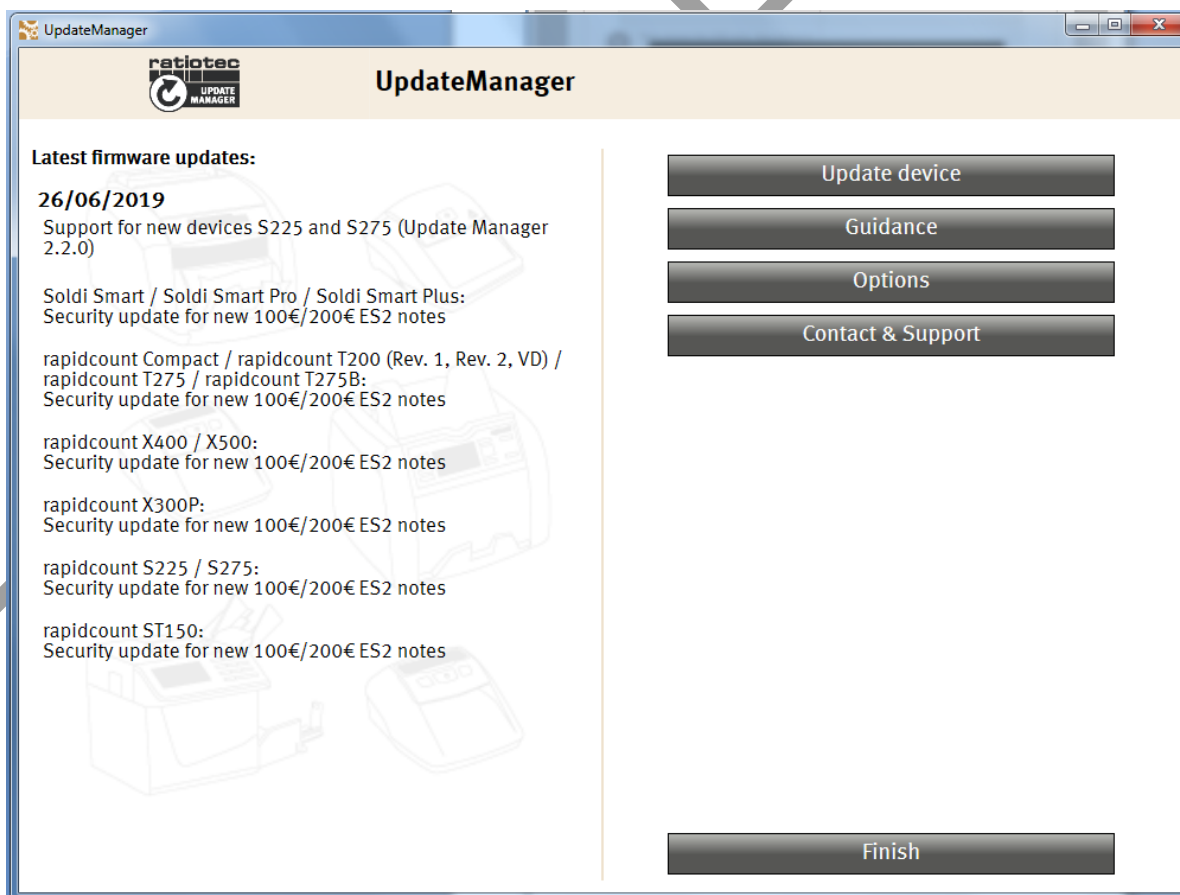 UpdateManager
ratiotec
UPDATE
MANAGER
UpdateManager
Latest firmware updates:
26/06/2019
Support for new devices S225 and S275 (Update Manager
2.2.0)
Soldi Smart / Soldi Smart Pro / Soldi Smart Plus:
Security update for new 100€/200€ ES2 notes
rapidcount Compact / rapidcount T200 (Rev. 1, Rev. 2, VD) /
rapidcount T275 / rapidcount T275B:
Security update for new 100€/200€ ES2 notes
rapidcount X400 / X500:
Security update for new 100€/200€ ES2 notes
rapidcount X300P:
Security update for new 100€/200€ ES2 notes
rapidcount S225 / S275:
Security update for new 100€/200€ ES2 notes
rapidcount ST150:
Security update for new 100€/200€ ES2 notes
Update device
Guidance
Options
Contact & Support
Finish